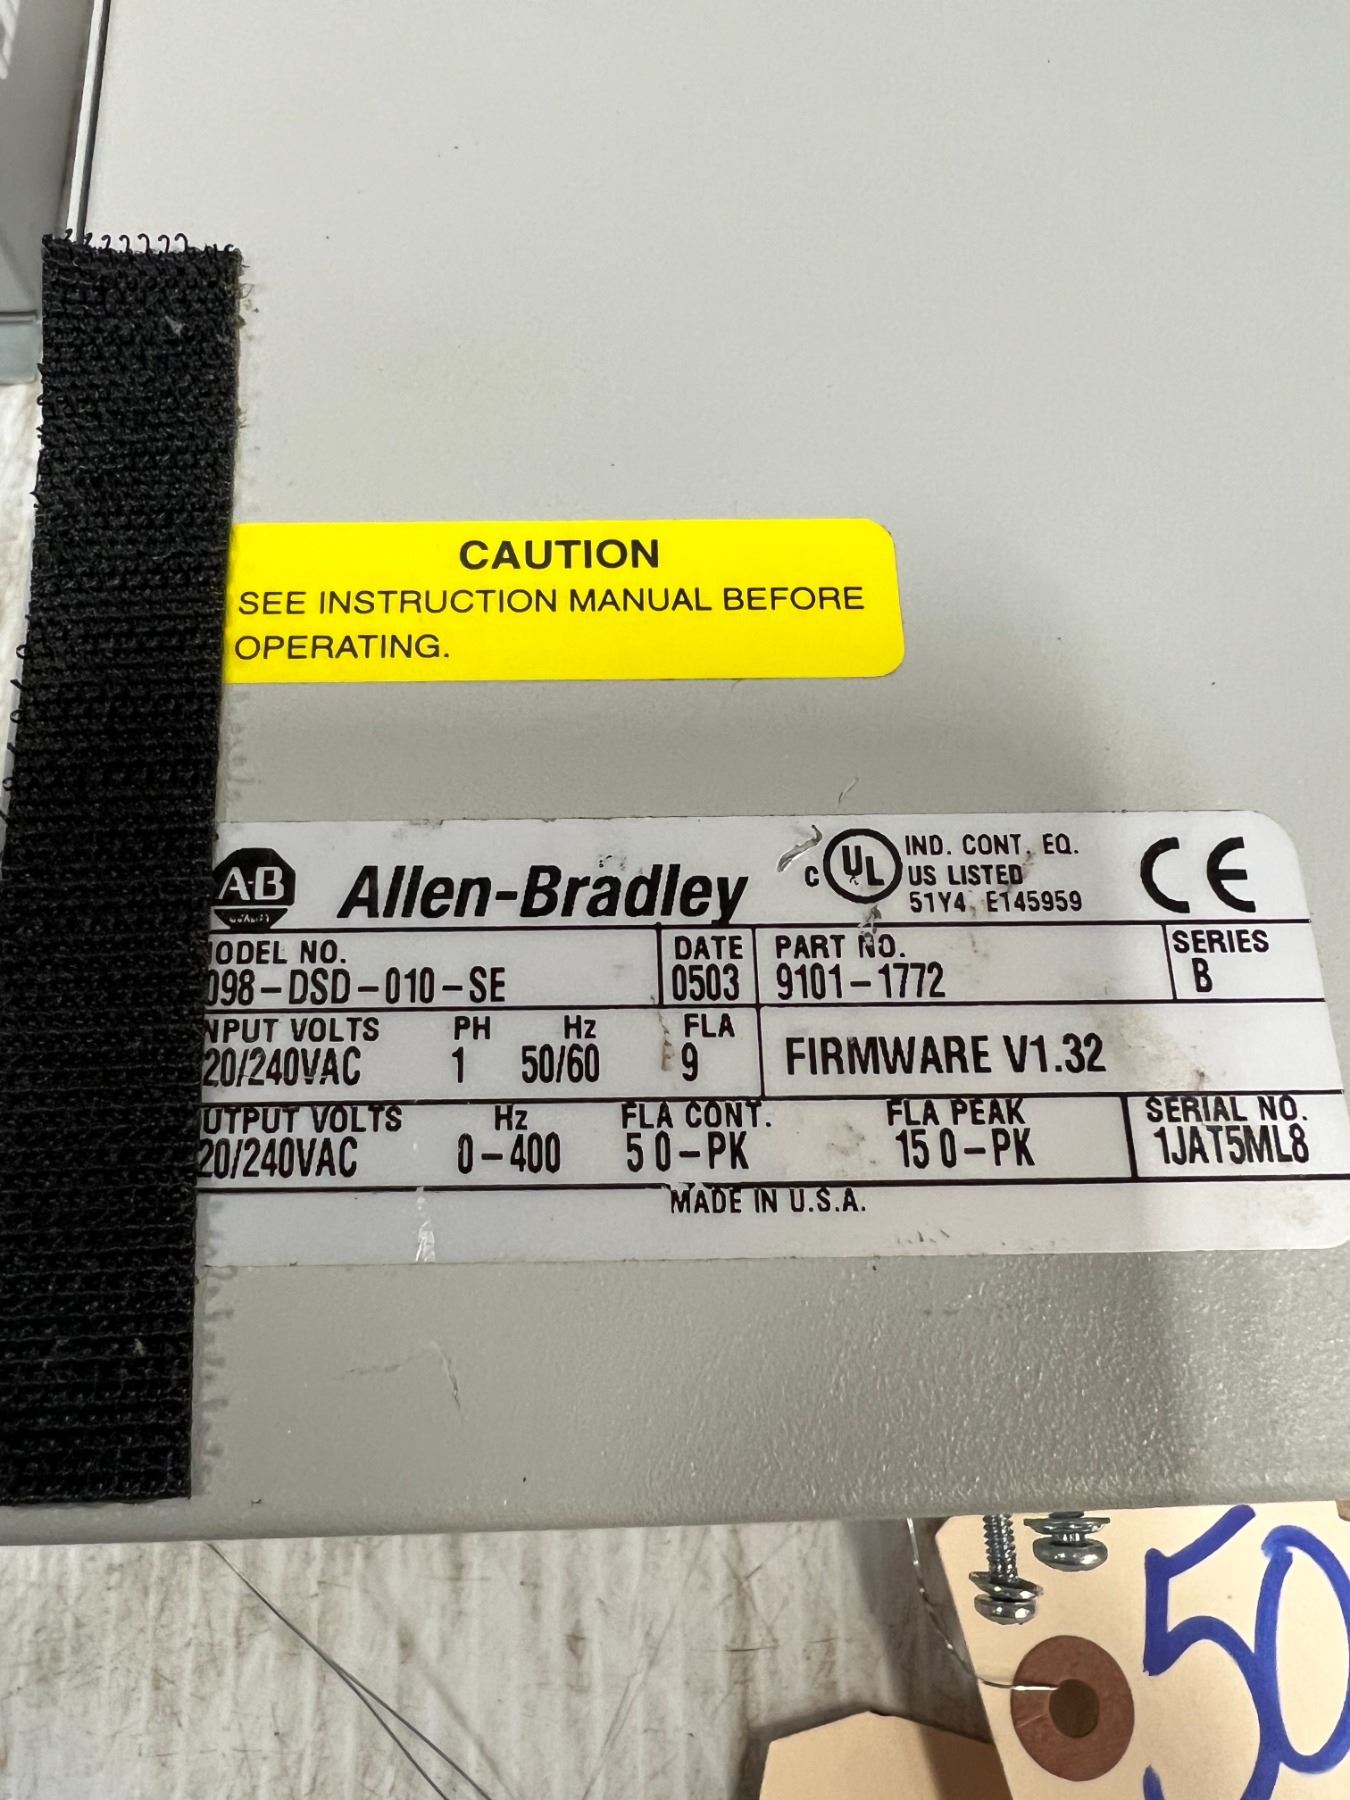 CAUTION
SEE INSTRUCTION MANUAL BEFORE
OPERATING.
A-B Allen-Bradley
C UL IND. CONT. EQ.
US LISTED
51Y4 E145959
CE
ODEL NO. DATE PART NO. SERIES
098-DSD-010-SE 0503 9101-1772 B
NPUT VOLTS PH Hz FLA
20/240VAC 1 50/60 9 FIRMWARE V1.32
UTPUT VOLTS Hz FLA CONT. FLA PEAK SERIAL NO.
20/240VAC 0-400 5 0-PK 15 0-PK 1JAT5ML8
MADE IN U.S.A.
50